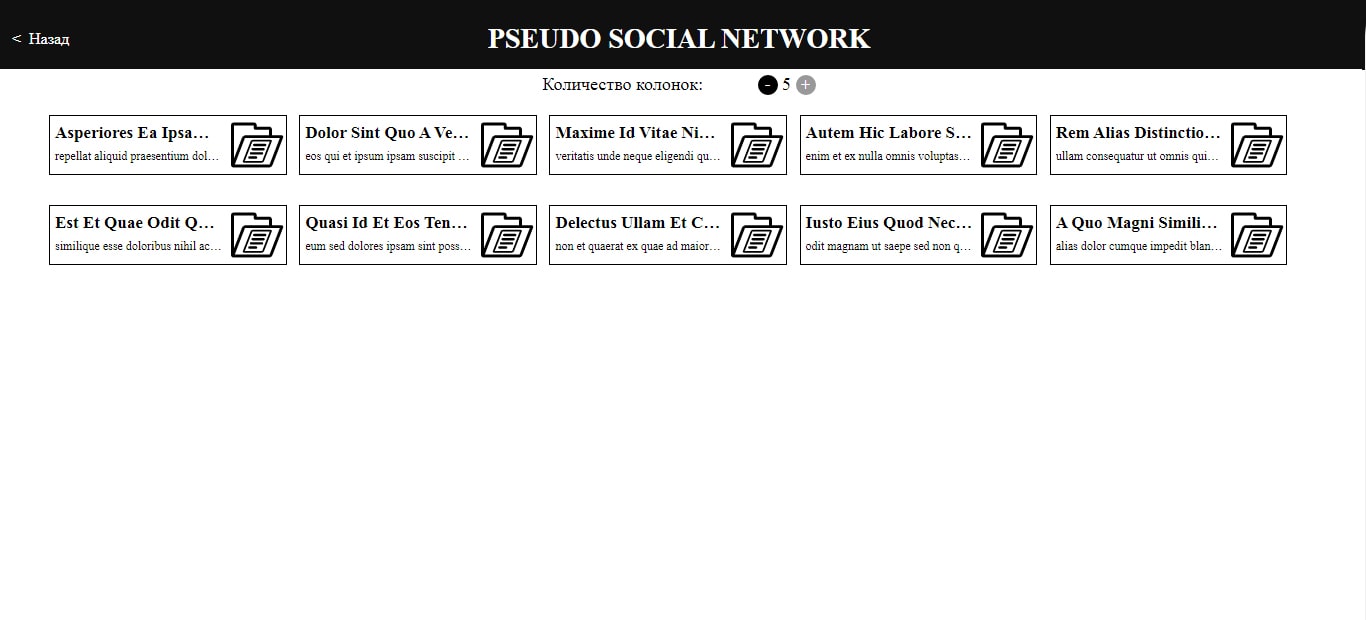 < Назад
PSEUDO SOCIAL NETWORK
Количество колонок: - 5 +
Asperiores Ea Ipsa…
repellat aliquid praesentium dol…
Dolor Sint Quo A Ve…
eos qui et ipsum ipsam suscipit …
Maxime Id Vitae Ni…
veritatis unde neque eligendi qu…
Autem Hic Labore S…
enim et ex nulla omnis voluptas…
Rem Alias Distinctio…
ullam consequatur ut omnis qui…
Est Et Quae Odit Q…
similique esse doloribus nihil ac…
Quasi Id Et Eos Ten…
eum sed dolores ipsam sint poss…
Delectus Ullam Et C…
non et quaerat ex quae ad maior…
Iusto Eius Quod Nec…
odit magnam ut saepe sed non q…
A Quo Magni Simili…
alias dolor cumque impedit blan…